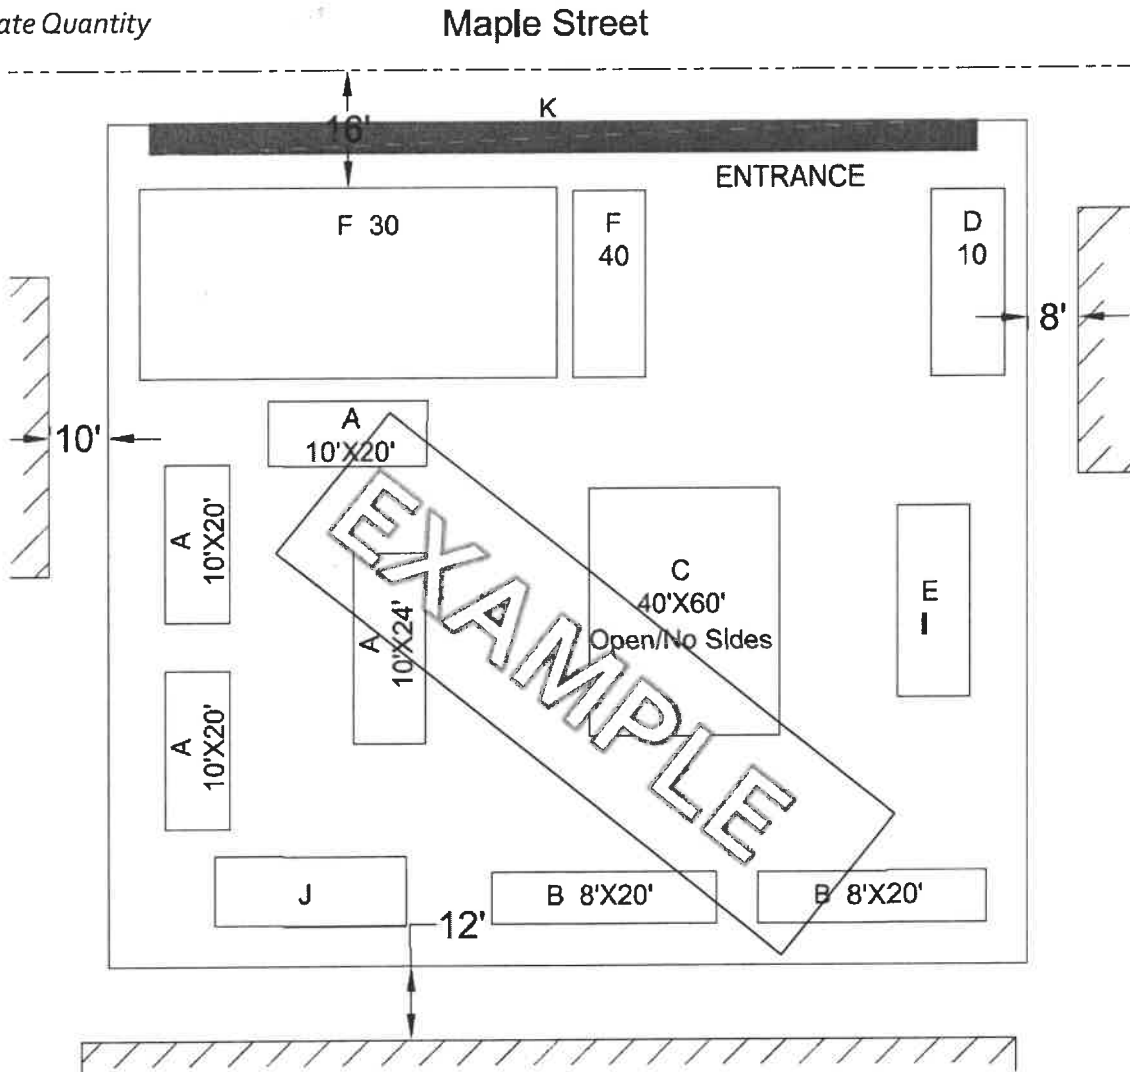 ate Quantity
Maple Street
K
16'
ENTRANCE
F 30
F
40
D
10
8'
10'
A
10'X20'
A
10'X20'
A
10'X24'
C
40'X60'
Open/No Sides
E
I
A
10'X20'
EXAMPLE
J
B 8'X20'
B 8'X20'
12'